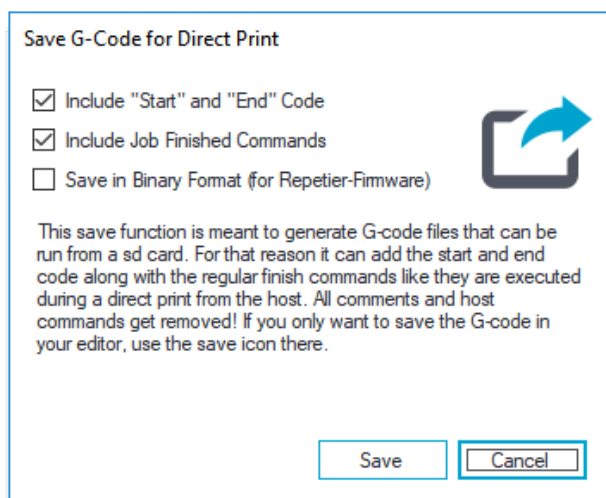 Save G-Code for Direct Print
Include "Start" and "End" Code
Include Job Finished Commands
Save in Binary Format (for Repetier-Firmware)
This save function is meant to generate G-code files that can be
run from a sd card. For that reason it can add the start and end
code along with the regular finish commands like they are executed
during a direct print from the host. All comments and host
commands get removed! If you only want to save the G-code in
your editor, use the save icon there.
Save
Cancel